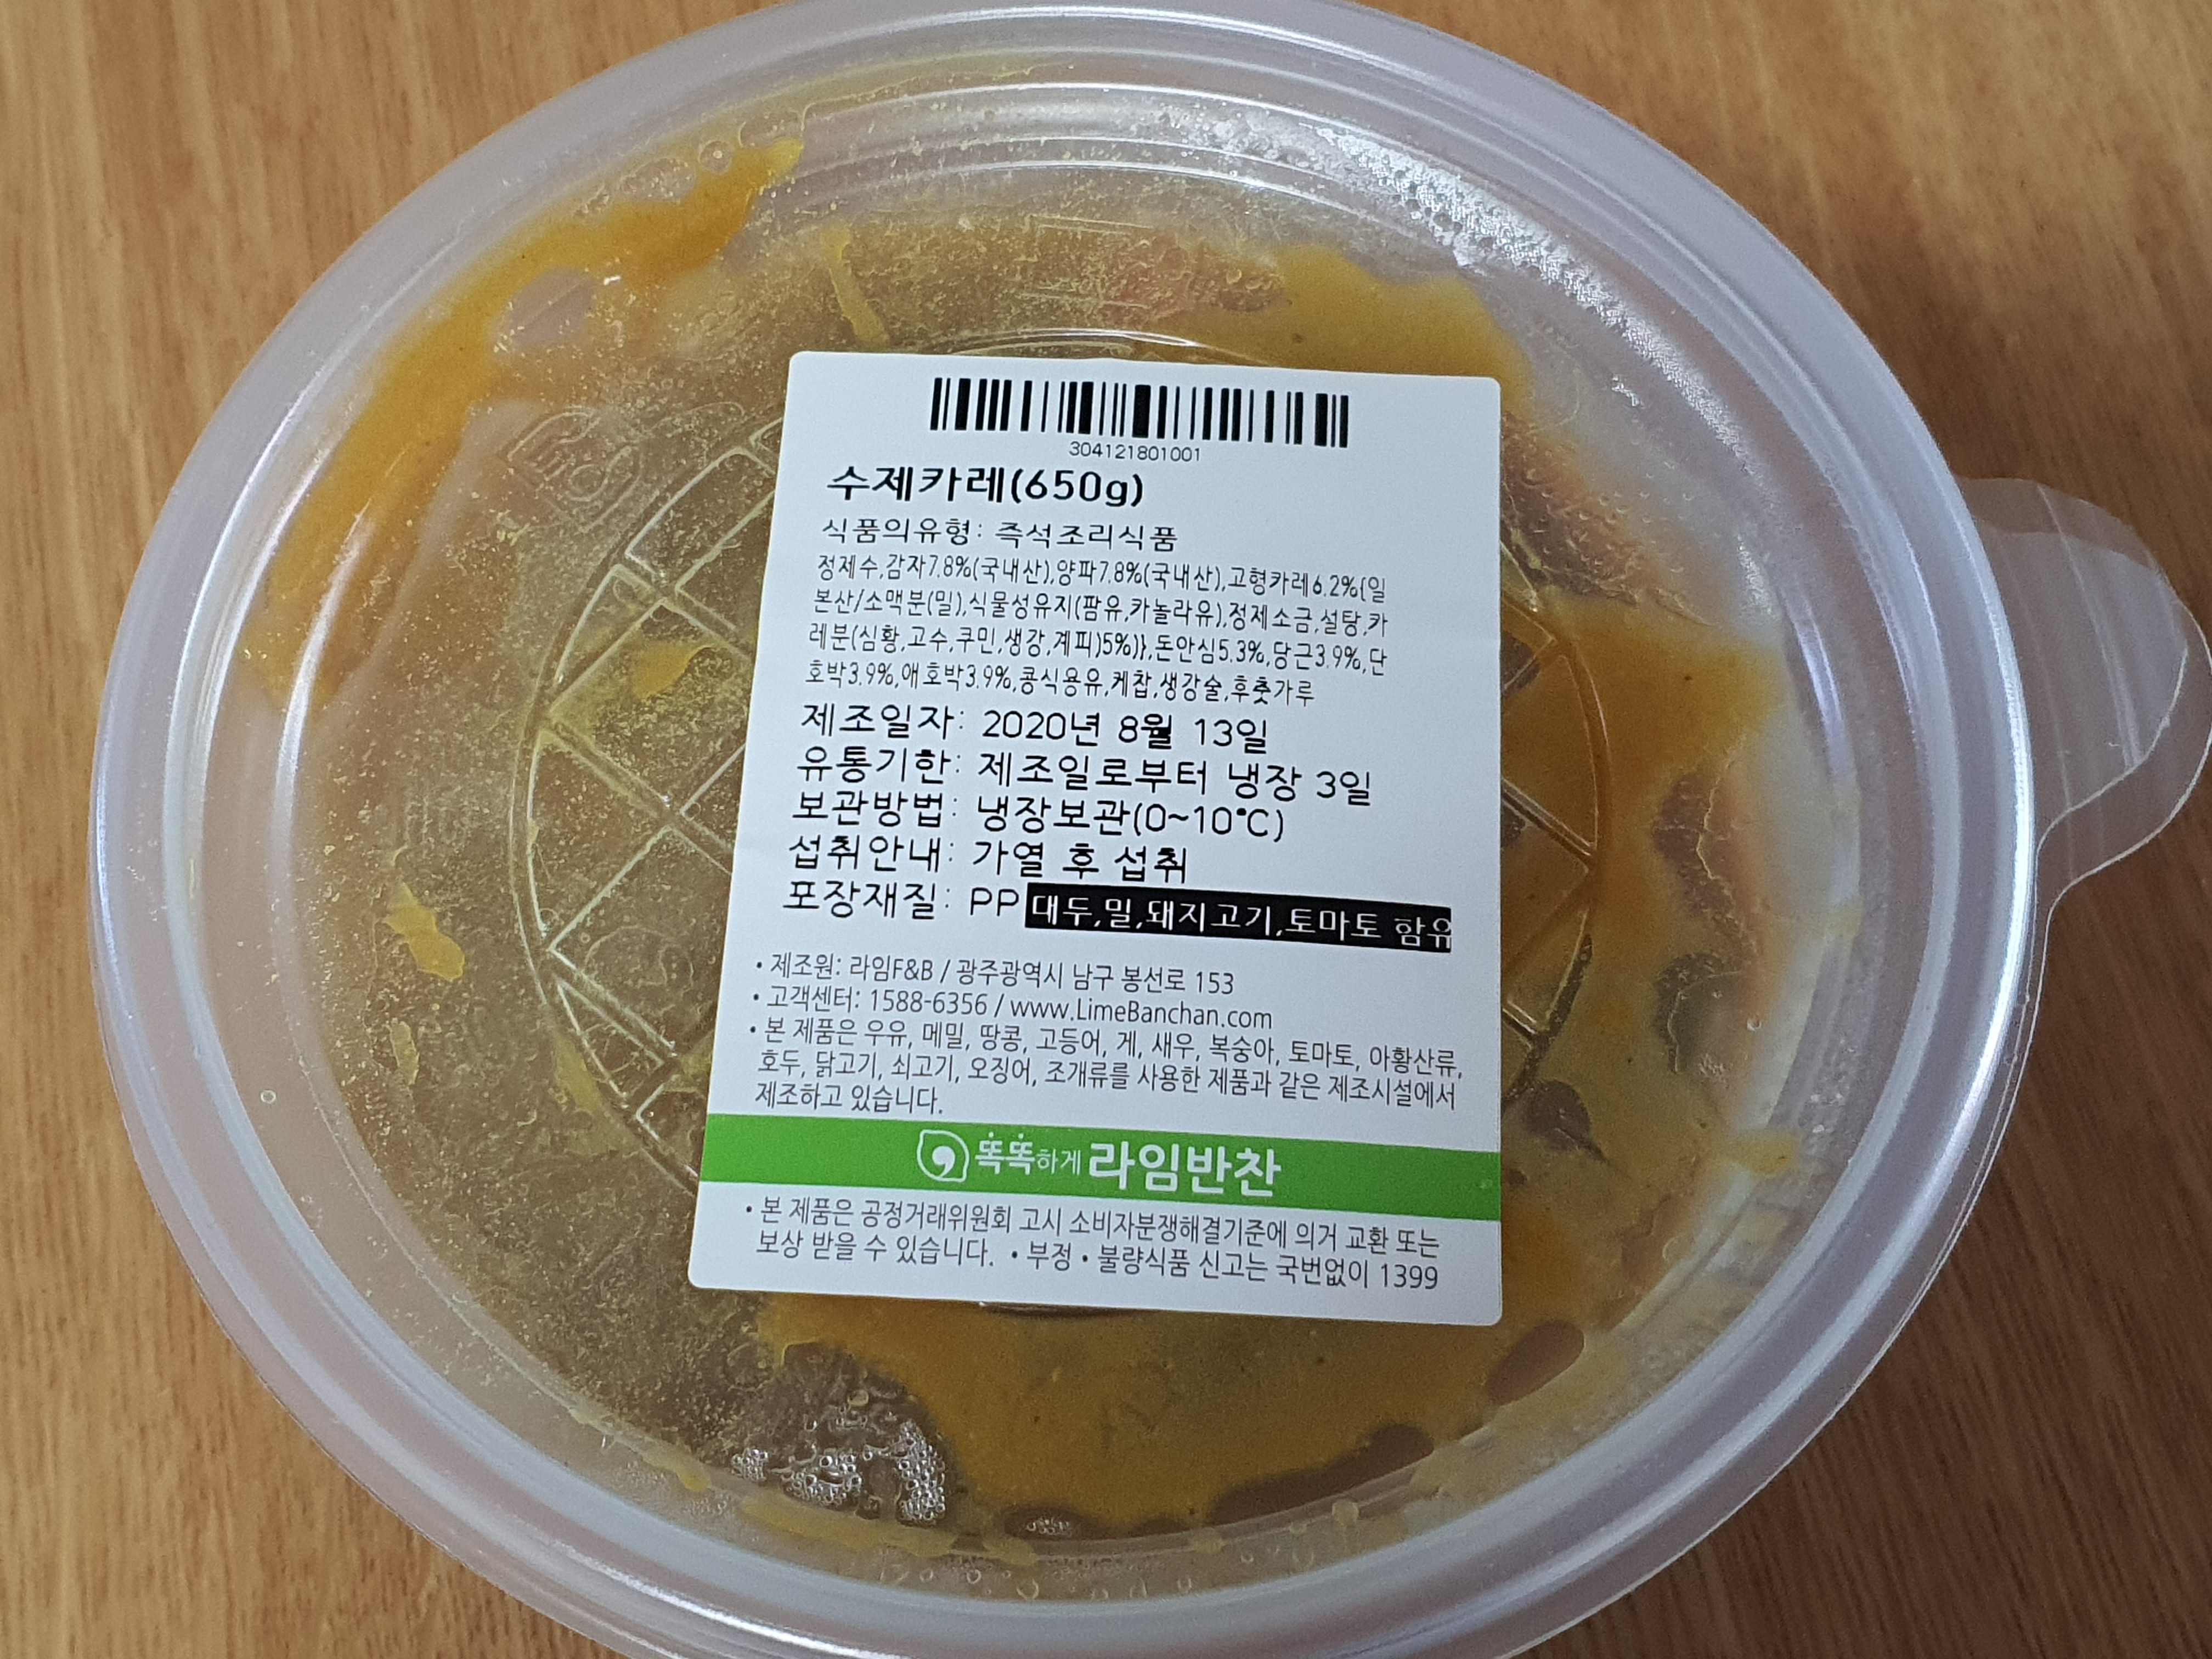 304121801001
수제카레(650g)
식품의유형: 즉석조리식품
정제수,감자7.8%(국내산),양파7.8%(국내산),고형카레6.2%{일
본산/소맥분(밀),식물성유지(팜유,카놀라유),정제소금,설탕,카
레분(심황,고수,쿠민,생강,계피)5%)},돈안심5.3%,당근3.9%,단
호박3.9%,애호박3.9%,콩식용유,케찹,생강술,후춧가루
제조일자: 2020년 8월 13일
유통기한: 제조일로부터 냉장 3일
보관방법: 냉장보관(0~10℃)
섭취안내: 가열 후 섭취
포장재질: PP 대두,밀,돼지고기,토마토 함유
• 제조원: 라임F&B / 광주광역시 남구 봉선로 153
• 고객센터: 1588-6356 / www.LimeBanchan.com
• 본 제품은 우유, 메밀, 땅콩, 고등어, 게, 새우, 복숭아, 토마토, 아황산류,
호두, 닭고기, 쇠고기, 오징어, 조개류를 사용한 제품과 같은 제조시설에서
제조하고 있습니다.
똑똑하게 라임반찬
• 본 제품은 공정거래위원회 고시 소비자분쟁해결기준에 의거 교환 또는
보상 받을 수 있습니다. • 부정 • 불량식품 신고는 국번없이 1399